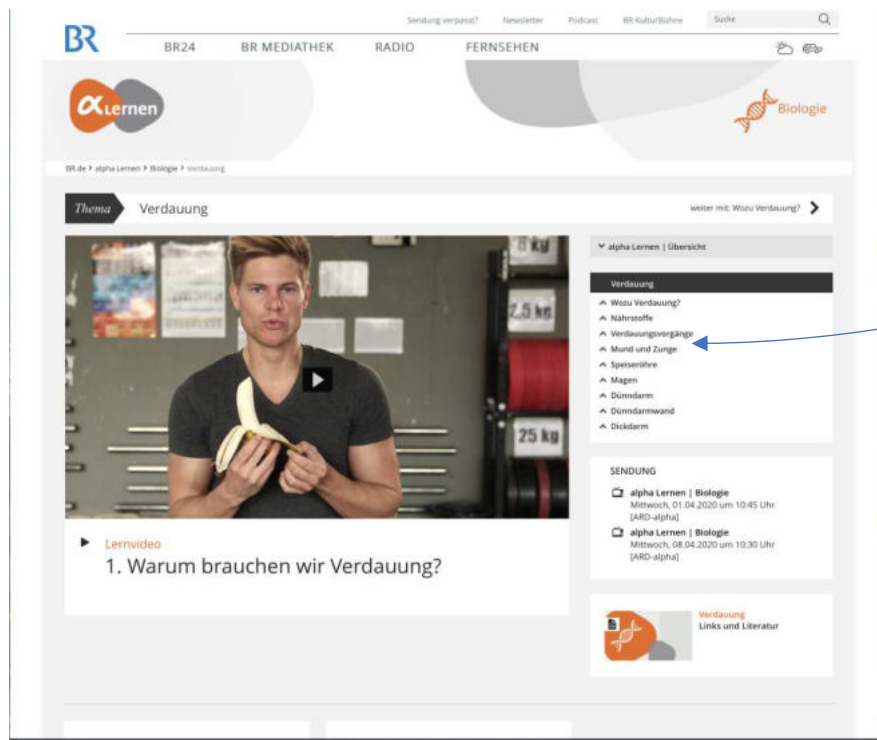 Sendung verpasst? Newsletter Podcast BR KulturBühne Suche
BR
BR24 BR MEDIATHEK RADIO FERNSEHEN
αLernen
Biologie
BR.de > alpha Lernen > Biologie > Verdauung
Thema Verdauung
weiter mit: Wozu Verdauung?
alpha Lernen | Übersicht
Verdauung
Wozu Verdauung?
Nährstoffe
Verdauungsvorgänge
Mund und Zunge
Speiseröhre
Magen
Dünndarm
Dünndarmwand
Dickdarm
2,5 kg
25 kg
SENDUNG
alpha Lernen | Biologie
Mittwoch, 01.04.2020 um 10:45 Uhr
[ARD-alpha]
alpha Lernen | Biologie
Mittwoch, 08.04.2020 um 10:30 Uhr
[ARD-alpha]
Lernvideo
1. Warum brauchen wir Verdauung?
Verdauung
Links und Literatur